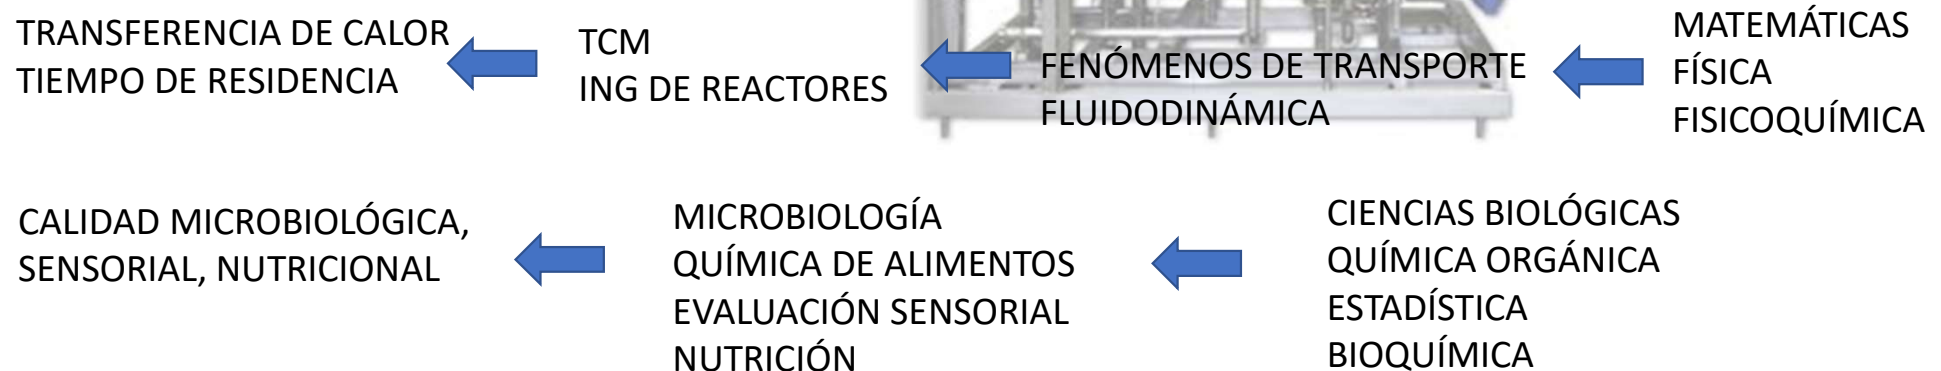 TRANSFERENCIA DE CALOR
TIEMPO DE RESIDENCIA
TCM
ING DE REACTORES
FENÓMENOS DE TRANSPORTE
FLUIDODINÁMICA
MATEMÁTICAS
FÍSICA
FISICOQUÍMICA
CALIDAD MICROBIOLÓGICA,
SENSORIAL, NUTRICIONAL
MICROBIOLOGÍA
QUÍMICA DE ALIMENTOS
EVALUACIÓN SENSORIAL
NUTRICIÓN
CIENCIAS BIOLÓGICAS
QUÍMICA ORGÁNICA
ESTADÍSTICA
BIOQUÍMICA